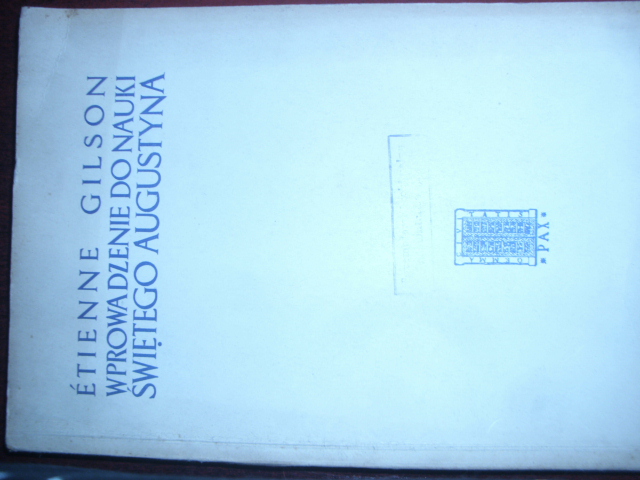 ÉTIENNE GILSON
WPROWADZENIE DO NAUKI
ŚWIĘTEGO AUGUSTYNA
PAX